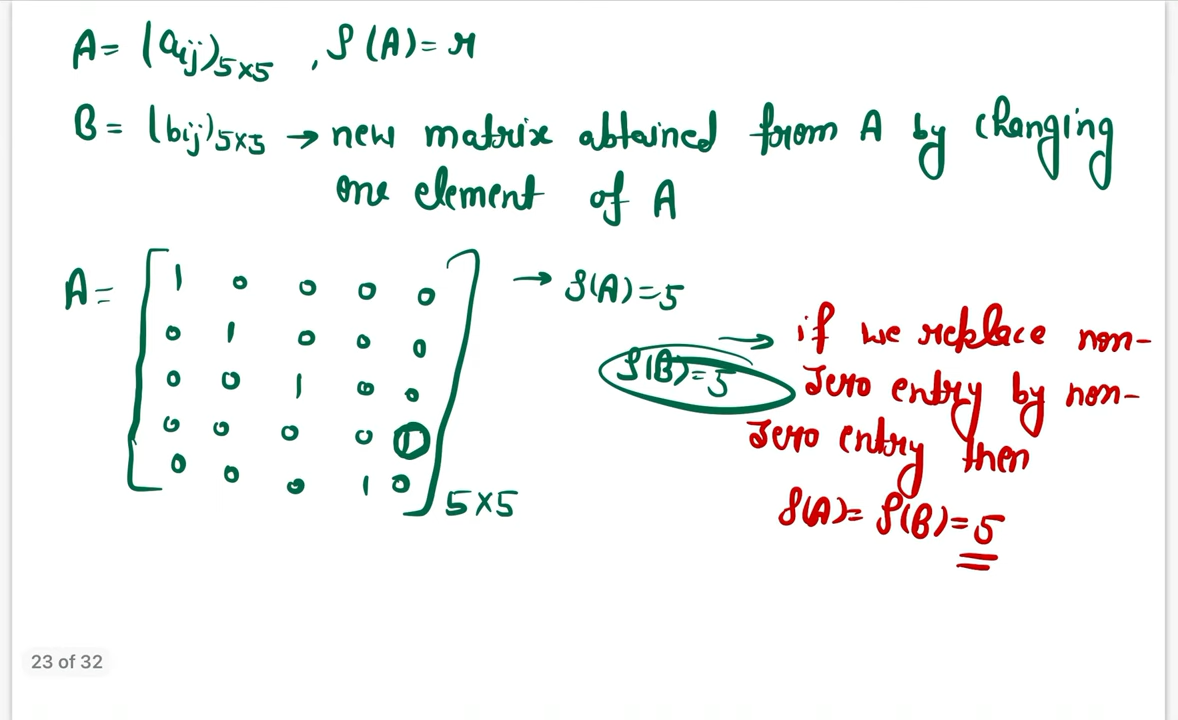 A= (aij)5×5 , ρ(A)= r
B= (bij)5×5 → new matrix obtained from A by changing
one element of A
A= [ 1 0 0 0 0 → ρ(A)=5
0 1 0 0 0
0 0 1 0 0
0 0 0 0 1
0 0 0 1 0 ] 5×5
ρ(B)=5 → if we replace non-
zero entry by non-
zero entry then
ρ(A)= ρ(B)=5
23 of 32